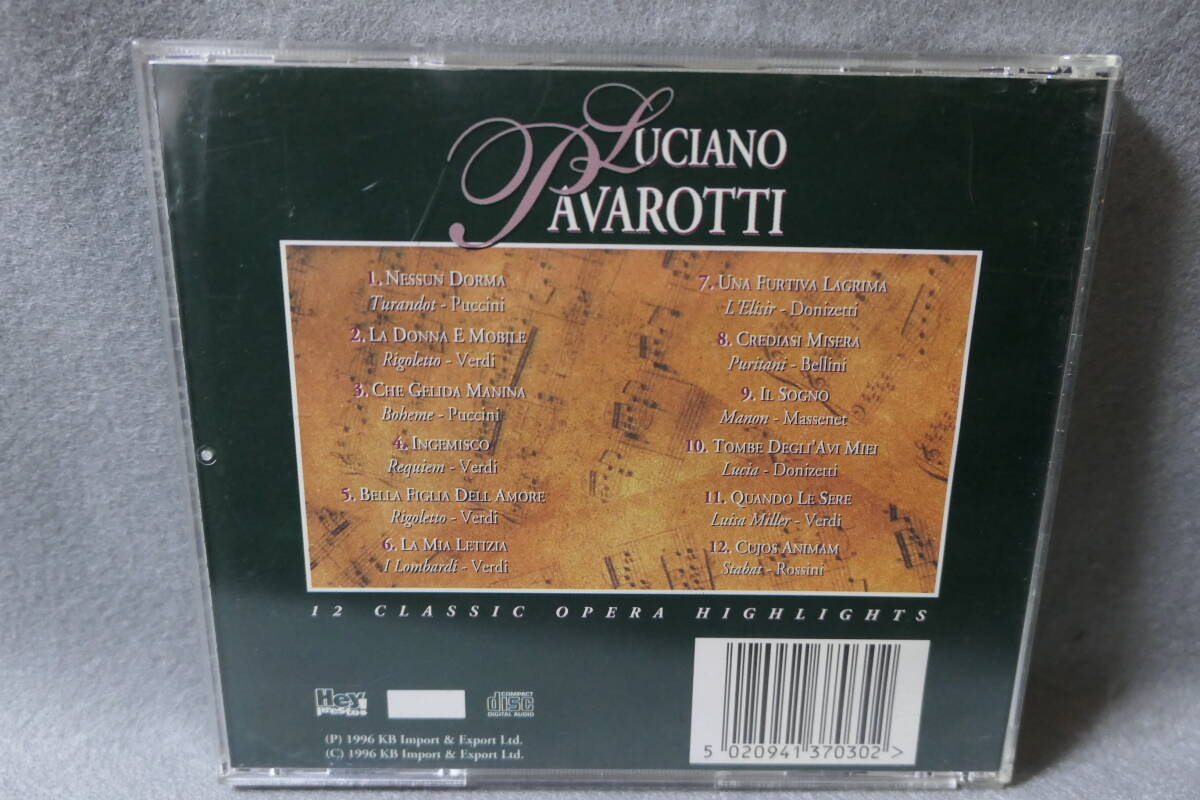 LUCIANO
PAVAROTTI
1. NESSUN DORMA
Turandot - Puccini
2. LA DONNA E MOBILE
Rigoletto - Verdi
3. CHE GELIDA MANINA
Boheme - Puccini
4. INGEMISCO
Requiem - Verdi
5. BELLA FIGLIA DELL AMORE
Rigoletto - Verdi
6. LA MIA LETIZIA
I Lombardi - Verdi
7. UNA FURTIVA LAGRIMA
L'Elisir - Donizetti
8. CREDIASI MISERA
Puritani - Bellini
9. IL SOGNO
Manon - Massenet
10. TOMBE DEGL'AVI MIEI
Lucia - Donizetti
11. QUANDO LE SERE
Luisa Miller - Verdi
12. CUJOS ANIMAM
Stabat - Rossini
12 CLASSIC OPERA HIGHLIGHTS
Hey
presto!
COMPACT
disc
DIGITAL AUDIO
(P) 1996 KB Import & Export Ltd.
(C) 1996 KB Import & Export Ltd.
5 020941 370302 >